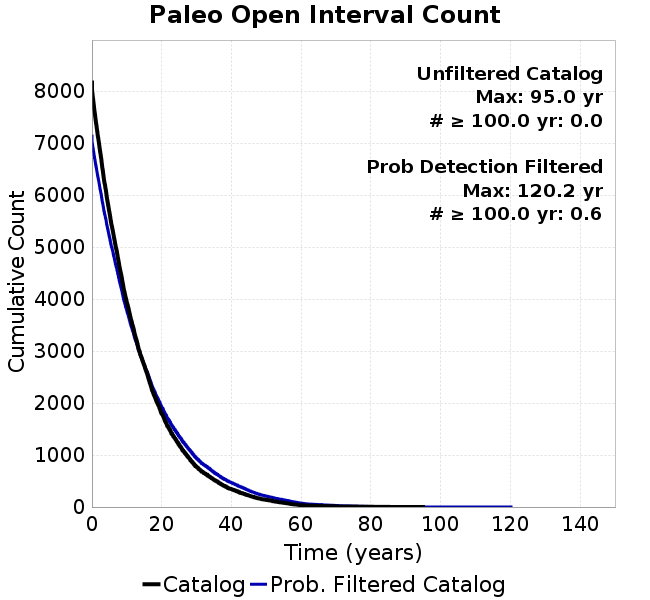 Paleo Open Interval Count
Unfiltered Catalog
Max: 95.0 yr
# ≥ 100.0 yr: 0.0
Prob Detection Filtered
Max: 120.2 yr
# ≥ 100.0 yr: 0.6
Cumulative Count
8000
7000
6000
5000
4000
3000
2000
1000
0
0 20 40 60 80 100 120 140
Time (years)
Catalog Prob. Filtered Catalog